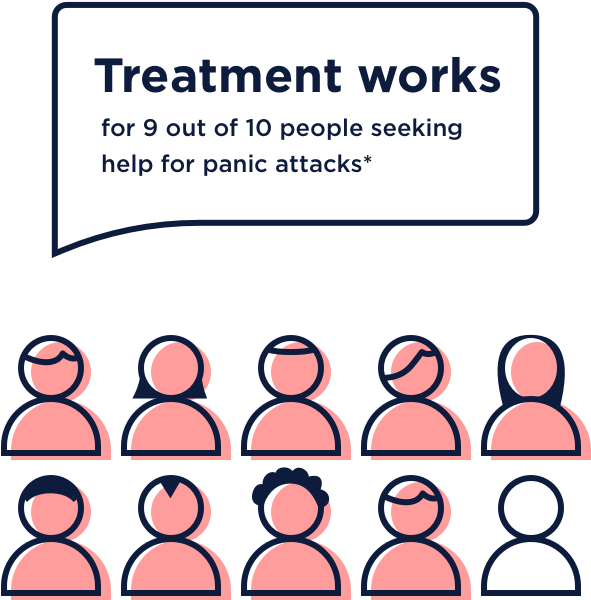 Treatment works
for 9 out of 10 people seeking
help for panic attacks*